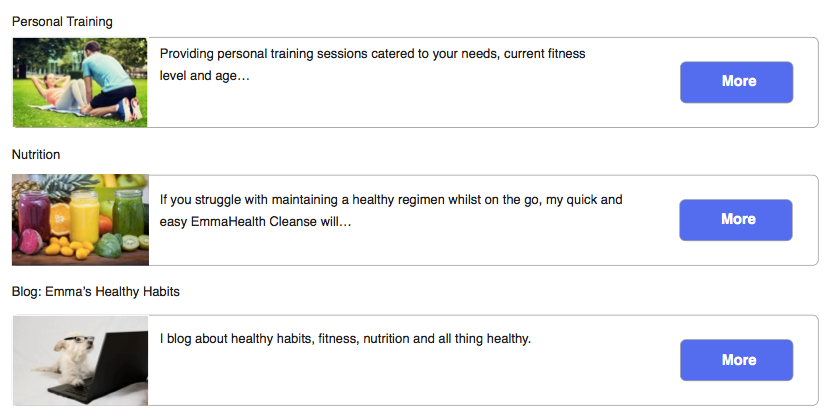 Personal Training
Providing personal training sessions catered to your needs, current fitness
level and age…
More
Nutrition
If you struggle with maintaining a healthy regimen whilst on the go, my quick and
easy EmmaHealth Cleanse will…
More
Blog: Emma's Healthy Habits
I blog about healthy habits, fitness, nutrition and all thing healthy.
More